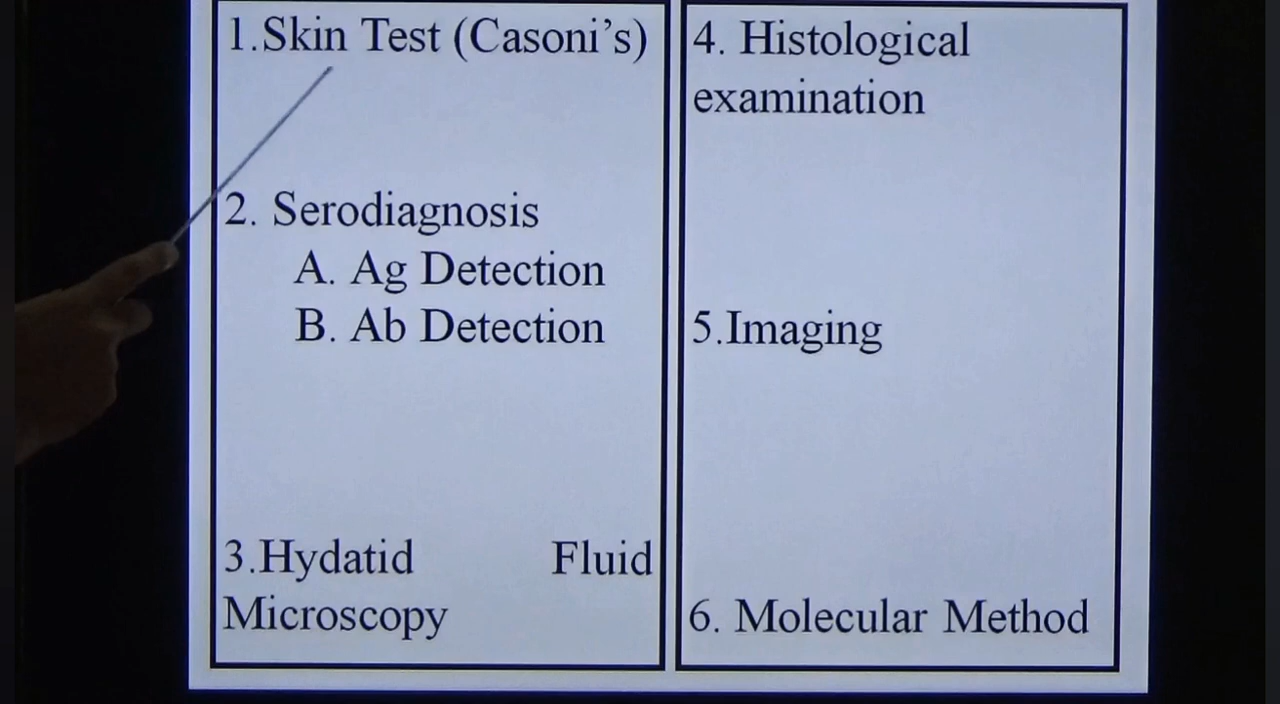 1.Skin Test (Casoni’s)
2. Serodiagnosis
A. Ag Detection
B. Ab Detection
3.Hydatid Fluid
Microscopy
4. Histological
examination
5.Imaging
6. Molecular Method